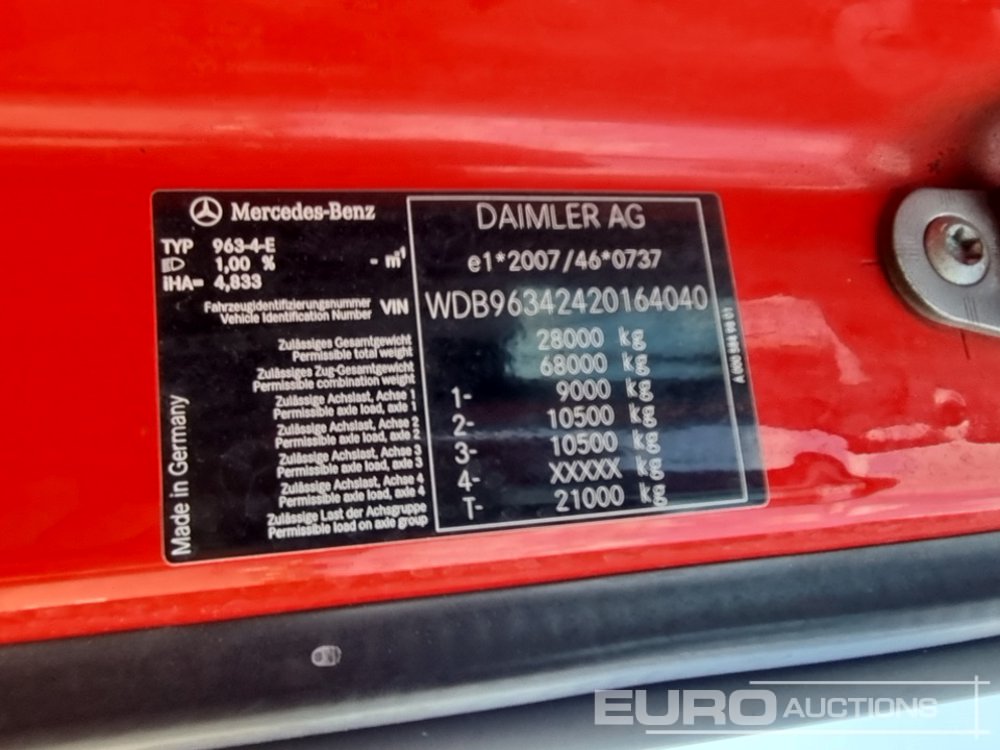 Mercedes-Benz
DAIMLER AG
TYP 963-4-E
1,00 % - m¹
iHA= 4,833
e1*2007/46*0737
Fahrzeugidentifizierungsnummer
Vehicle Identification Number
VIN WDB96342420164040
Zulässiges Gesamtgewicht
Permissible total weight
28000 kg
Zulässiges Zug-Gesamtgewicht
Permissible combination weight
68000 kg
Zulässige Achslast, Achse 1
Permissible axle load, axle 1
1- 9000 kg
Zulässige Achslast, Achse 2
Permissible axle load, axle 2
2- 10500 kg
Zulässige Achslast, Achse 3
Permissible axle load, axle 3
3- 10500 kg
Zulässige Achslast, Achse 4
Permissible axle load, axle 4
4- XXXXX kg
Zulässige Last der Achsgruppe
Permissible load on axle group
T- 21000 kg
Made in Germany
EURO AUCTIONS